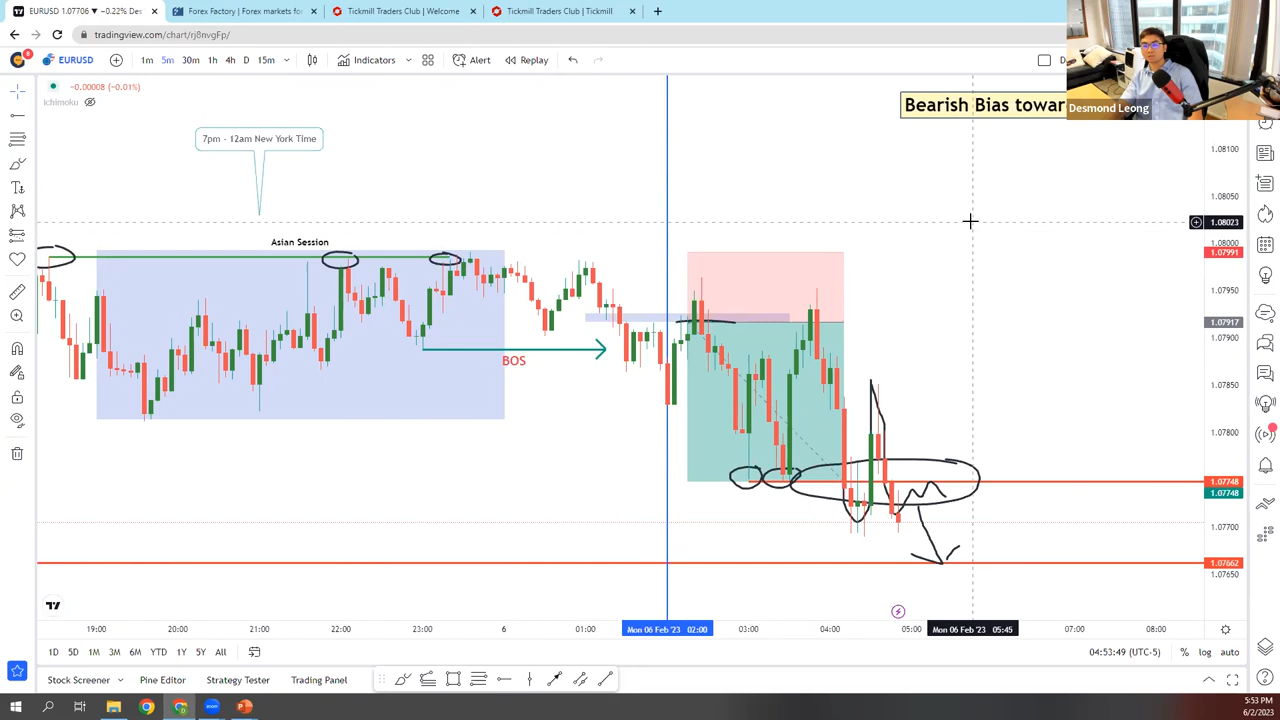 EURUSD 1.07706 ▼ −0.22% Des
Forex Factory | Forex markets fo
Tickmill Traders Club | Welcome
Tickmill Traders Club | Tickmill
tradingview.com/chart/rj8nvgFp/
8
EURUSD
1m 5m 30m 1h 4h D 15m
Indicators
Alert
Replay
-0.00008 (-0.01%)
Ichimoku
Bearish Bias towar
Desmond Leong
7pm - 12am New York Time
Asian Session
BOS
1.08100
1.08050
1.08023
1.08000
1.07991
1.07950
1.07917
1.07900
1.07850
1.07800
1.07748
1.07748
1.07700
1.07662
1.07650
19:00 20:00 21:00 22:00 23:00 6 01:00 Mon 06 Feb '23 02:00 03:00 04:00 05:00 Mon 06 Feb '23 05:45 07:00 08:00
1D 5D 1M 3M 6M YTD 1Y 5Y All
04:53:49 (UTC-5) % log auto
Stock Screener Pine Editor Strategy Tester Trading Panel
5:53 PM
6/2/2023